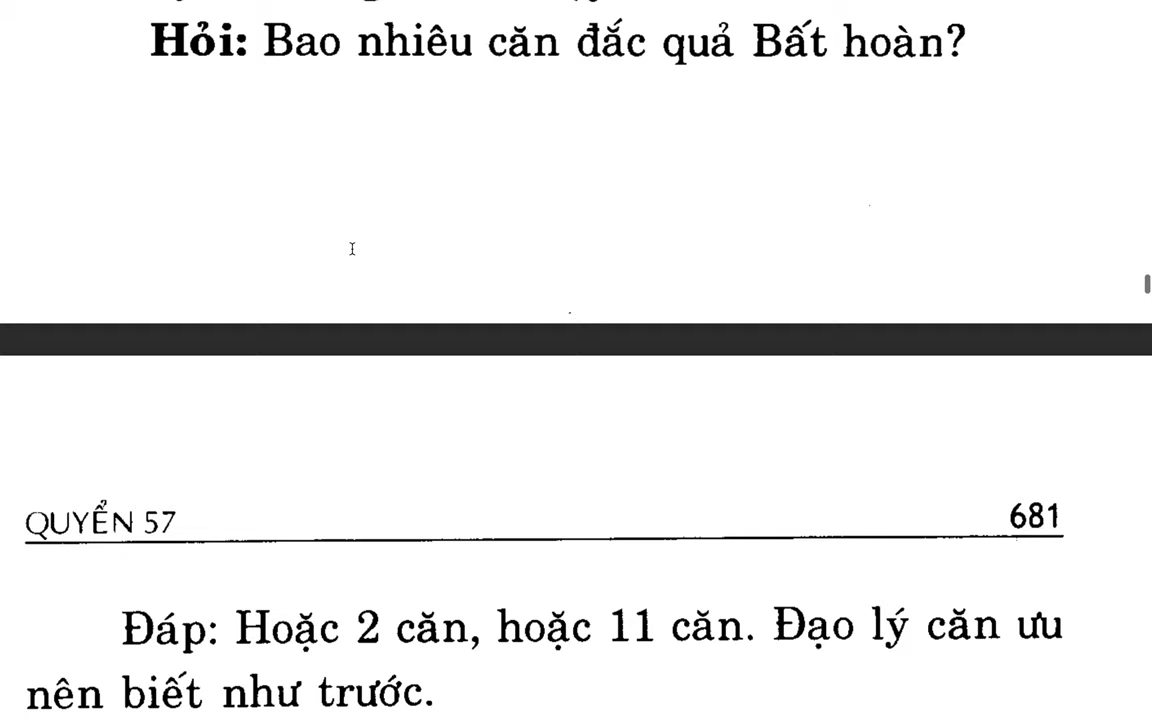 Hỏi: Bao nhiêu căn đắc quả Bất hoàn?
QUYỂN 57 681
Đáp: Hoặc 2 căn, hoặc 11 căn. Đạo lý căn ưu
nên biết như trước.